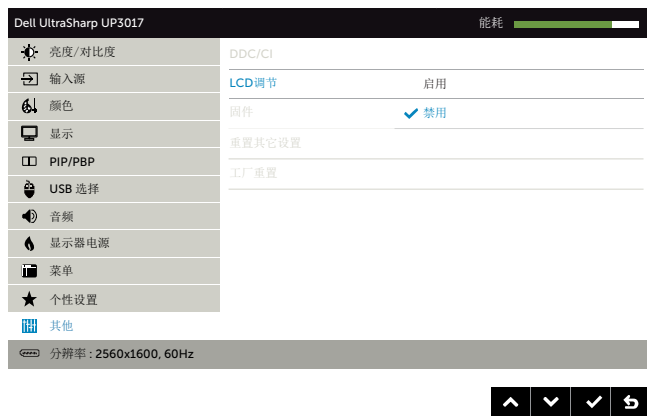 Dell UltraSharp UP3017 能耗
亮度/对比度 DDC/CI
输入源 LCD调节 启用
颜色 固件 禁用
显示 重置其它设置
PIP/PBP 工厂重置
USB 选择
音频
显示器电源
菜单
个性设置
其他
分辨率 : 2560x1600, 60Hz